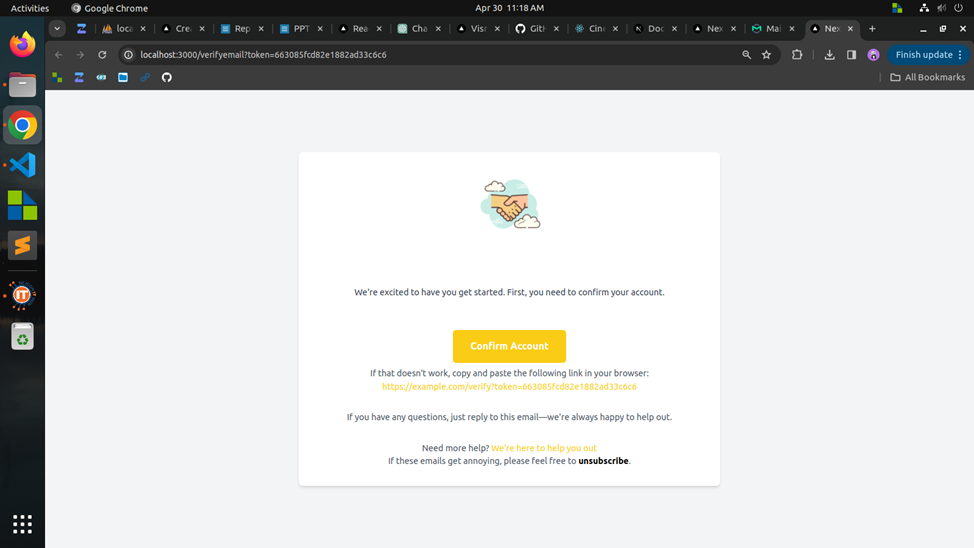 Activities
Google Chrome
Apr 30 11:18 AM
loca
Crea
Rep
PPT
Rea
Cha
Gith
Doc
Nex
Mai
Nex
localhost:3000/verifyemail?token=663085fcd82e1882ad33c6c6
Finish update
All Bookmarks
We're excited to have you get started. First, you need to confirm your account.
Confirm Account
If that doesn't work, copy and paste the following link in your browser:
https://example.com/verify?token=663085fcd82e1882ad33c6c6
If you have any questions, just reply to this email—we're always happy to help out.
Need more help? We're here to help you out
If these emails get annoying, please feel free to unsubscribe.